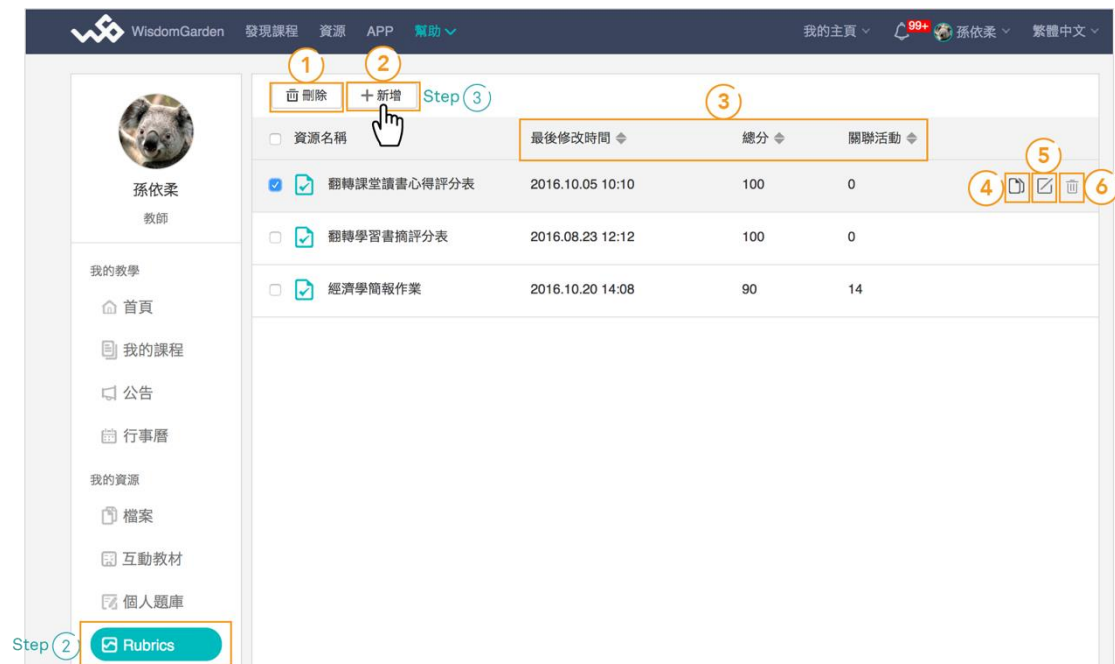 WisdomGarden 發現課程 資源 APP 幫助 我的主頁 99+ 孫依柔 繁體中文
1 2
刪除 +新增 Step 3 3
資源名稱 最後修改時間 總分 關聯活動
5
翻轉課堂讀書心得評分表 2016.10.05 10:10 100 0 4 6
翻轉學習書摘評分表 2016.08.23 12:12 100 0
經濟學簡報作業 2016.10.20 14:08 90 14
孫依柔
教師
我的教學
首頁
我的課程
公告
行事曆
我的資源
檔案
互動教材
個人題庫
Step 2 Rubrics